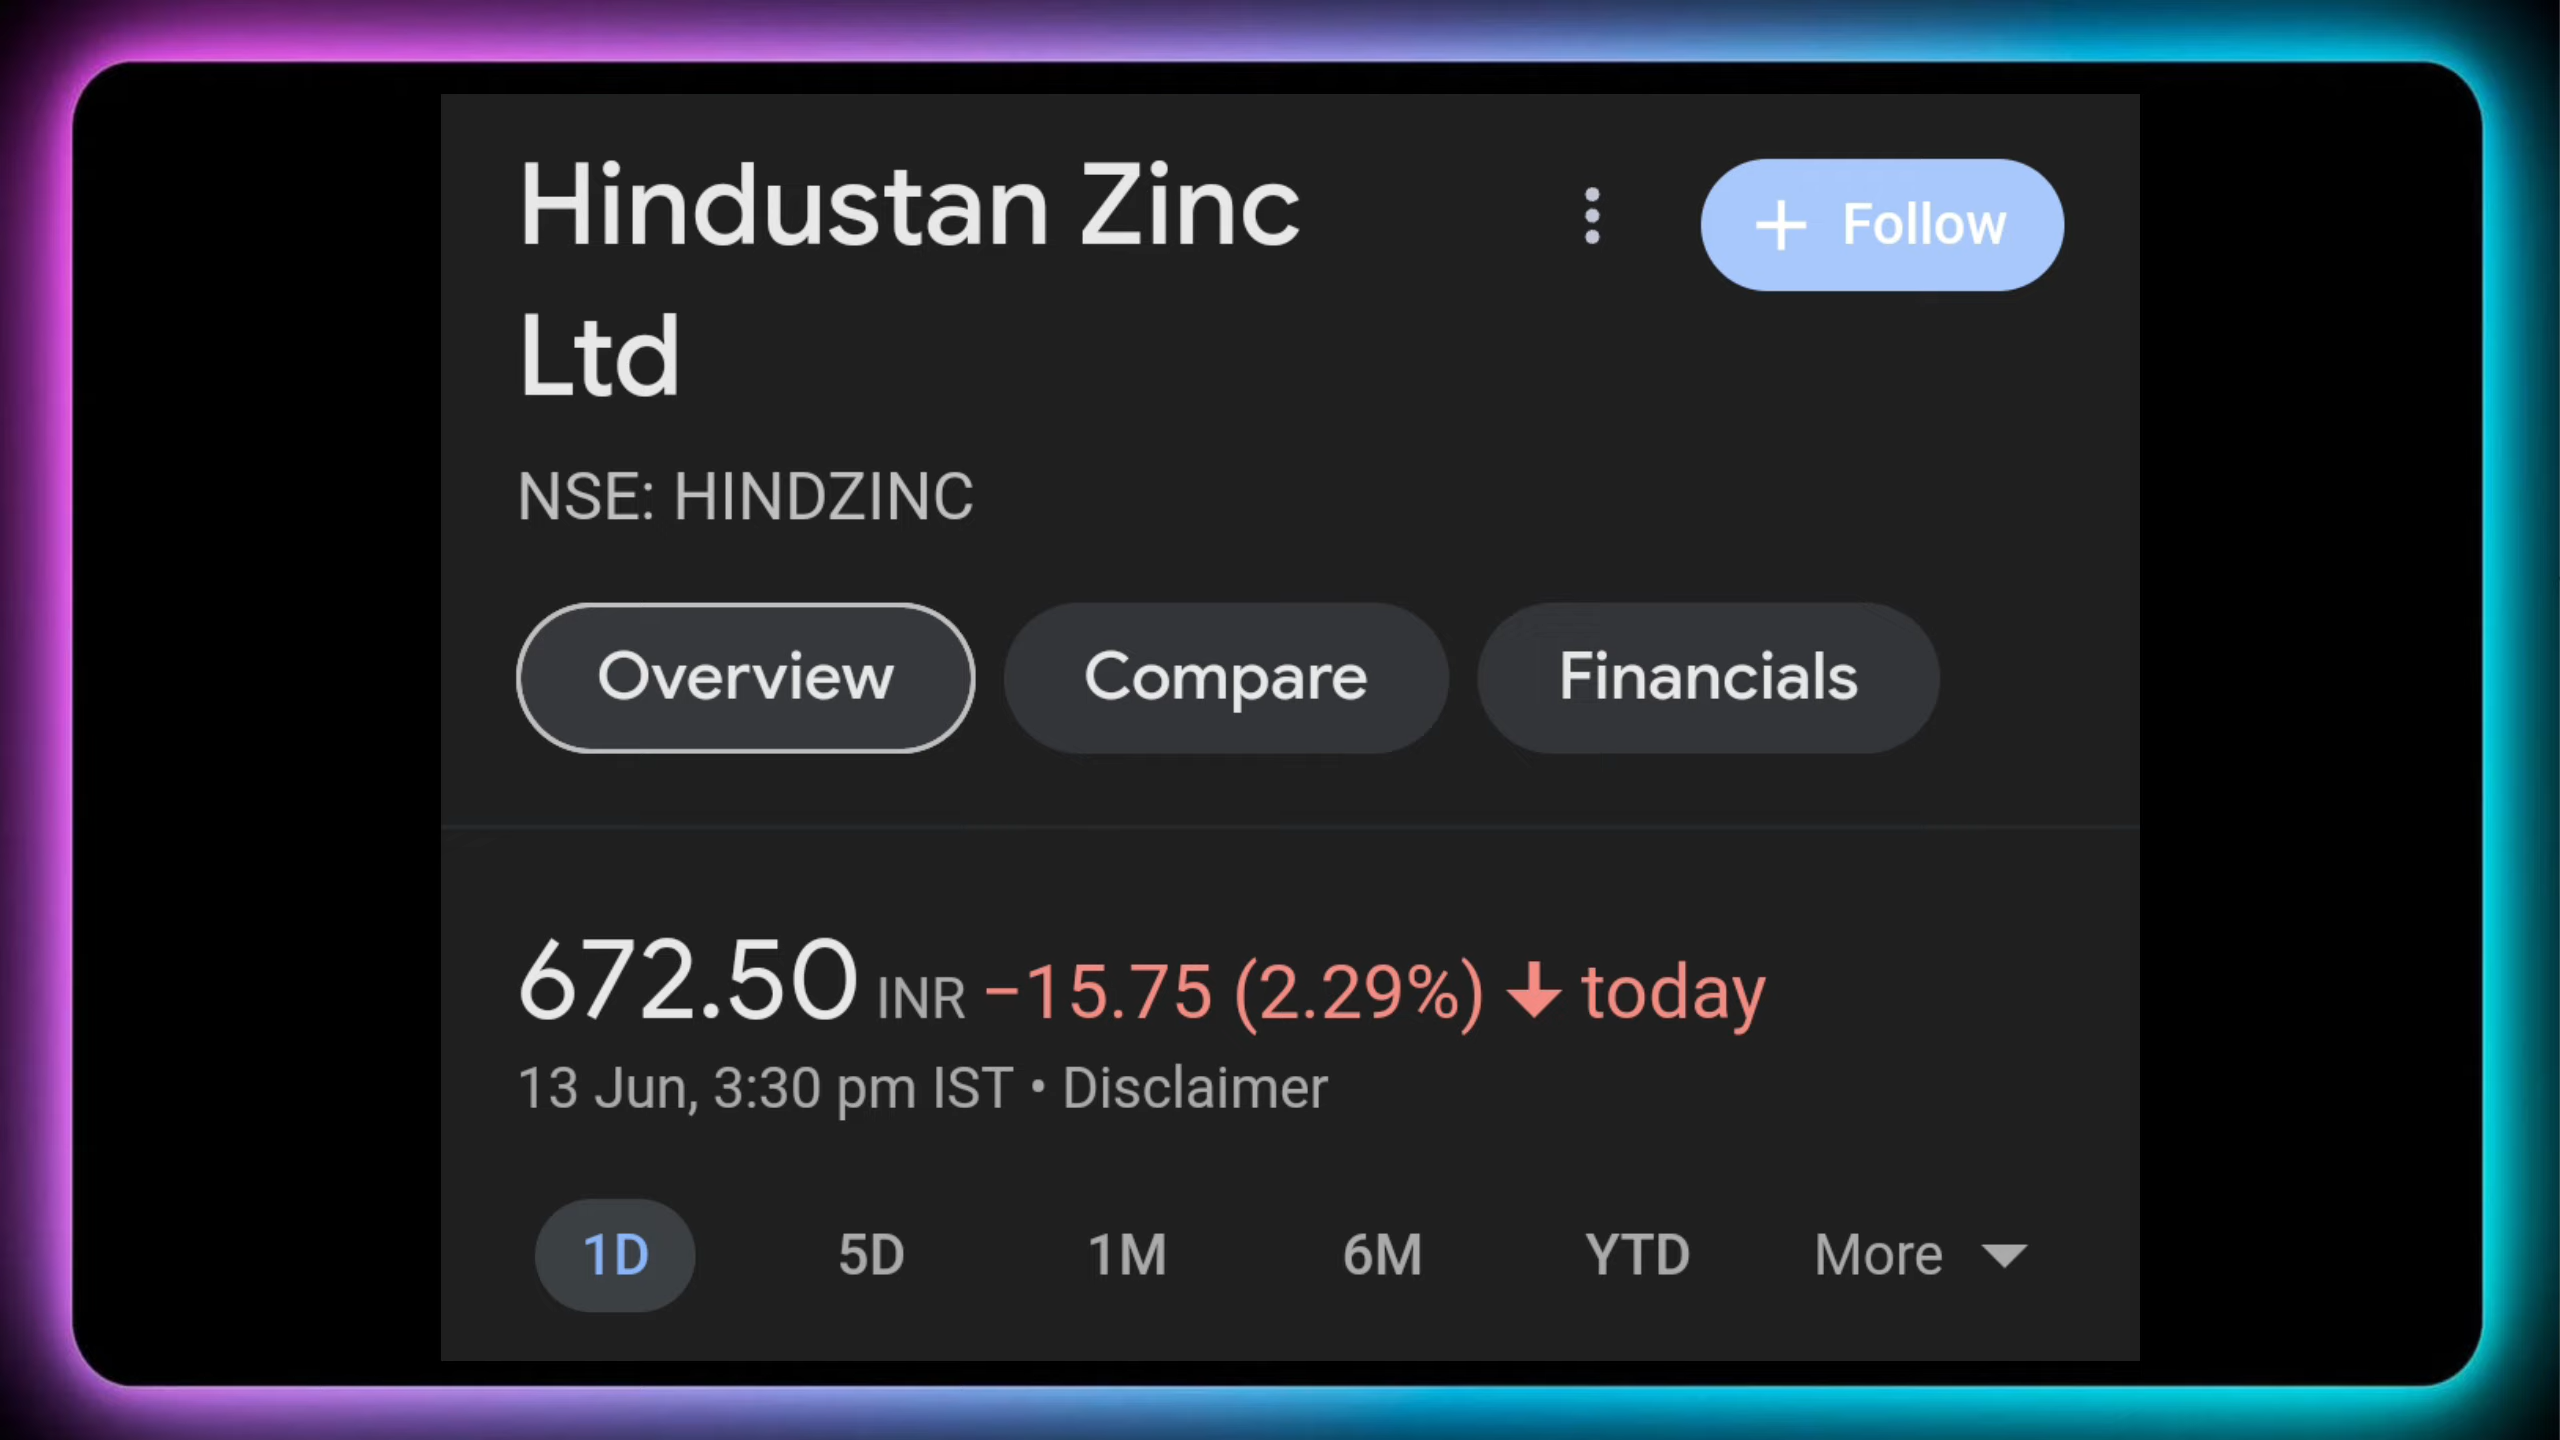 Hindustan Zinc
Ltd
+ Follow
NSE: HINDZINC
Overview Compare Financials
672.50 INR −15.75 (2.29%) ↓ today
13 Jun, 3:30 pm IST • Disclaimer
1D 5D 1M 6M YTD More